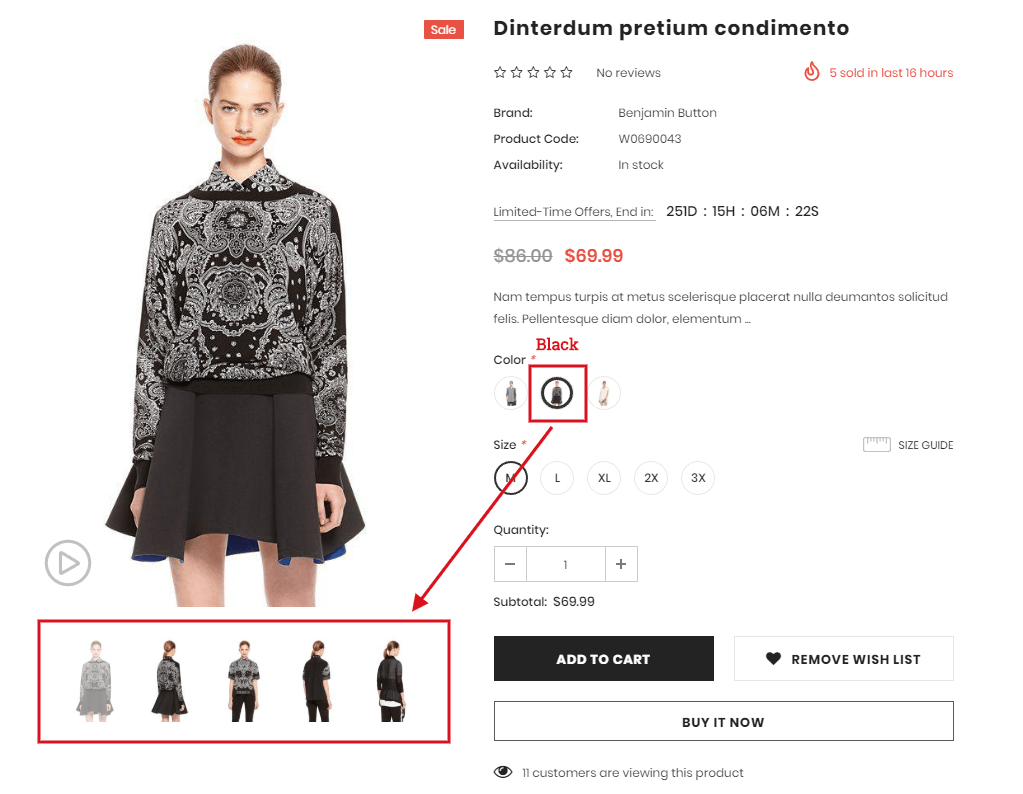 Sale
Dinterdum pretium condimento
No reviews
5 sold in last 16 hours
Brand: Benjamin Button
Product Code: W0690043
Availability: In stock
Limited-Time Offers, End in: 251D : 15H : 06M : 22S
$86.00 $69.99
Nam tempus turpis at metus scelerisque placerat nulla deumantos solicitud
felis. Pellentesque diam dolor, elementum ...
Black
Color *
Size *
SIZE GUIDE
M L XL 2X 3X
Quantity:
− 1 +
Subtotal: $69.99
ADD TO CART
REMOVE WISH LIST
BUY IT NOW
11 customers are viewing this product